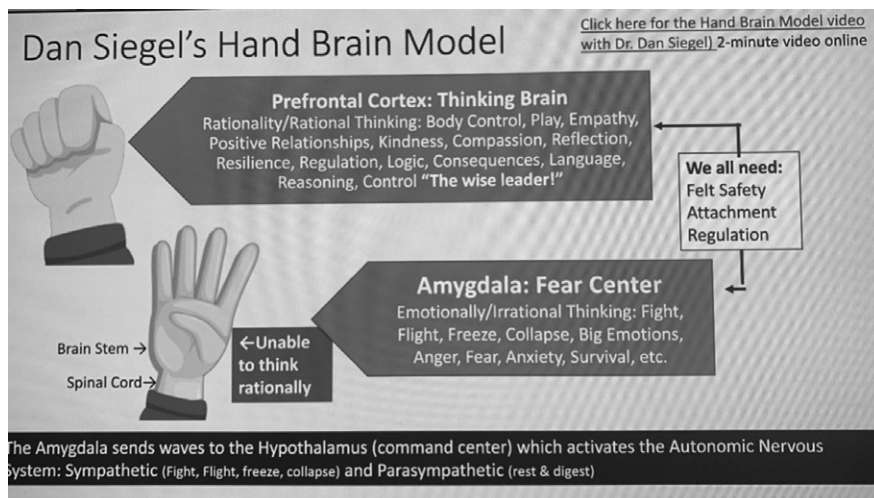 Dan Siegel's Hand Brain Model
Click here for the Hand Brain Model video
with Dr. Dan Siegel) 2-minute video online
Prefrontal Cortex: Thinking Brain
Rationality/Rational Thinking: Body Control, Play, Empathy,
Positive Relationships, Kindness, Compassion, Reflection,
Resilience, Regulation, Logic, Consequences, Language,
Reasoning, Control "The wise leader!"
We all need:
Felt Safety
Attachment
Regulation
Amygdala: Fear Center
Emotionally/Irrational Thinking: Fight,
Flight, Freeze, Collapse, Big Emotions,
Anger, Fear, Anxiety, Survival, etc.
←Unable
to think
rationally
Brain Stem →
Spinal Cord→
The Amygdala sends waves to the Hypothalamus (command center) which activates the Autonomic Nervous
System: Sympathetic (Fight, Flight, freeze, collapse) and Parasympathetic (rest & digest)